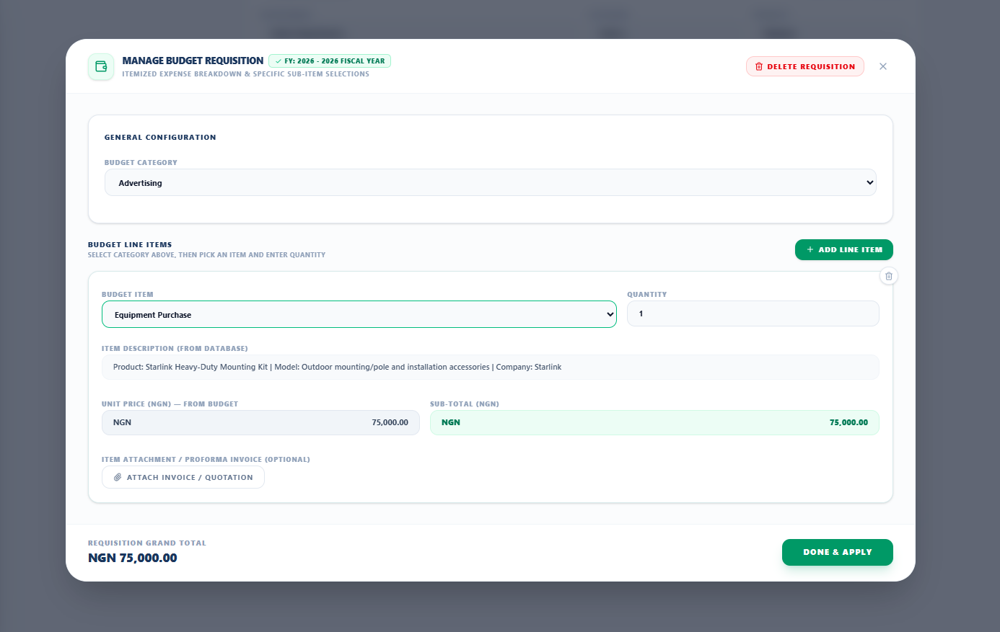 MANAGE BUDGET REQUISITION
FY: 2026 - 2026 FISCAL YEAR
ITEMIZED EXPENSE BREAKDOWN & SPECIFIC SUB-ITEM SELECTIONS
DELETE REQUISITION
GENERAL CONFIGURATION
BUDGET CATEGORY
Advertising
BUDGET LINE ITEMS
SELECT CATEGORY ABOVE, THEN PICK AN ITEM AND ENTER QUANTITY
ADD LINE ITEM
BUDGET ITEM
QUANTITY
Equipment Purchase
1
ITEM DESCRIPTION (FROM DATABASE)
Product: Starlink Heavy-Duty Mounting Kit | Model: Outdoor mounting/pole and installation accessories | Company: Starlink
UNIT PRICE (NGN) — FROM BUDGET
SUB-TOTAL (NGN)
NGN 75,000.00
NGN 75,000.00
ITEM ATTACHMENT / PROFORMA INVOICE (OPTIONAL)
ATTACH INVOICE / QUOTATION
REQUISITION GRAND TOTAL
NGN 75,000.00
DONE & APPLY